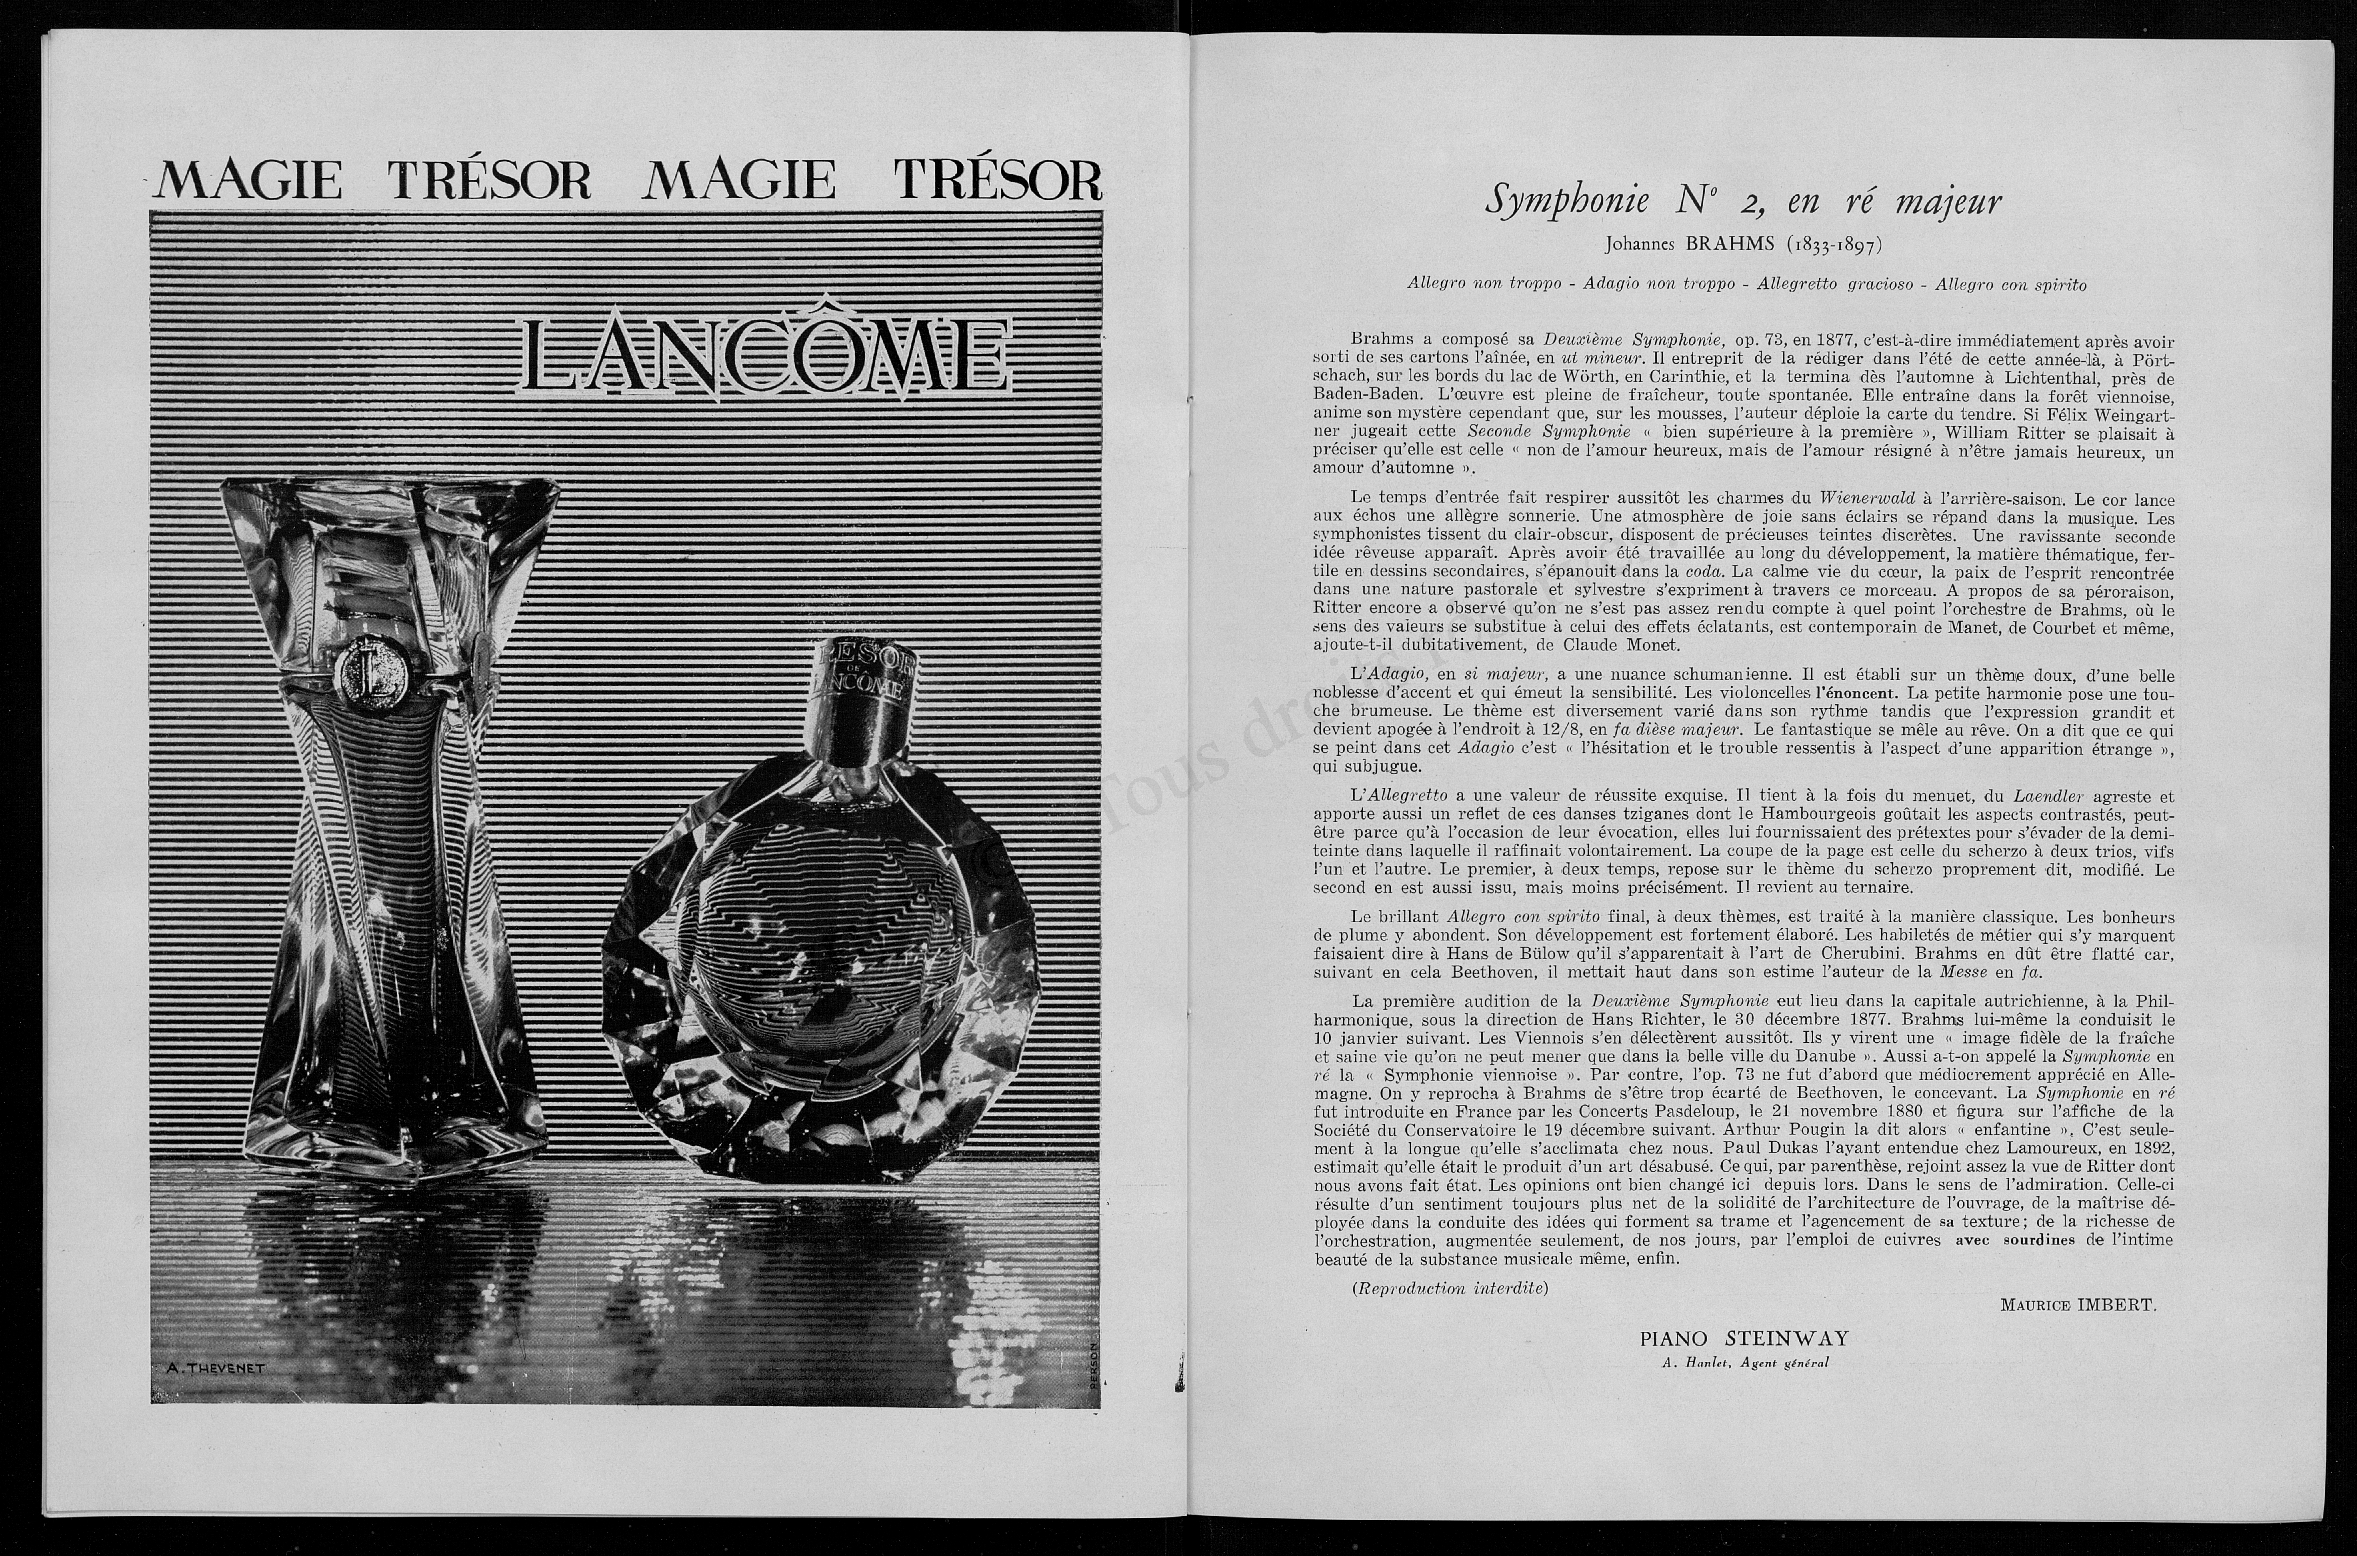 MAGIE TRÉSOR MAGIE TRÉSOR
LANCÔME
L
TRÉSOR
DE
LANCÔME
A. THEVENET
PERSON
Symphonie Nº 2, en ré majeur
Johannes BRAHMS (1833-1897)
Allegro non troppo - Adagio non troppo - Allegretto gracioso - Allegro con spirito
Brahms a composé sa Deuxième Symphonie, op. 73, en 1877, c'est-à-dire immédiatement après avoir
sorti de ses cartons l'aînée, en ut mineur. Il entreprit de la rédiger dans l'été de cette année-là, à Pört-
schach, sur les bords du lac de Wörth, en Carinthie, et la termina dès l'automne à Lichtenthal, près de
Baden-Baden. L'œuvre est pleine de fraîcheur, toute spontanée. Elle entraîne dans la forêt viennoise,
anime son mystère cependant que, sur les mousses, l'auteur déploie la carte du tendre. Si Félix Weingart-
ner jugeait cette Seconde Symphonie « bien supérieure à la première », William Ritter se plaisait à
préciser qu'elle est celle « non de l'amour heureux, mais de l'amour résigné à n'être jamais heureux, un
amour d'automne ».
Le temps d'entrée fait respirer aussitôt les charmes du Wienerwald à l'arrière-saison. Le cor lance
aux échos une allègre sonnerie. Une atmosphère de joie sans éclairs se répand dans la musique. Les
symphonistes tissent du clair-obscur, disposent de précieuses teintes discrètes. Une ravissante seconde
idée rêveuse apparaît. Après avoir été travaillée au long du développement, la matière thématique, fer-
tile en dessins secondaires, s'épanouit dans la coda. La calme vie du cœur, la paix de l'esprit rencontrée
dans une nature pastorale et sylvestre s'expriment à travers ce morceau. A propos de sa péroraison,
Ritter encore a observé qu'on ne s'est pas assez rendu compte à quel point l'orchestre de Brahms, où le
sens des valeurs se substitue à celui des effets éclatants, est contemporain de Manet, de Courbet et même,
ajoute-t-il dubitativement, de Claude Monet.
L'Adagio, en si majeur, a une nuance schumanienne. Il est établi sur un thème doux, d'une belle
noblesse d'accent et qui émeut la sensibilité. Les violoncelles l'énoncent. La petite harmonie pose une tou-
che brumeuse. Le thème est diversement varié dans son rythme tandis que l'expression grandit et
devient apogée à l'endroit à 12/8, en fa dièse majeur. Le fantastique se mêle au rêve. On a dit que ce qui
se peint dans cet Adagio c'est « l'hésitation et le trouble ressentis à l'aspect d'une apparition étrange »,
qui subjugue.
L'Allegretto a une valeur de réussite exquise. Il tient à la fois du menuet, du Laendler agreste et
apporte aussi un reflet de ces danses tziganes dont le Hambourgeois goûtait les aspects contrastés, peut-
être parce qu'à l'occasion de leur évocation, elles lui fournissaient des prétextes pour s'évader de la demi-
teinte dans laquelle il raffinait volontairement. La coupe de la page est celle du scherzo à deux trios, vifs
l'un et l'autre. Le premier, à deux temps, repose sur le thème du scherzo proprement dit, modifié. Le
second en est aussi issu, mais moins précisément. Il revient au ternaire.
Le brillant Allegro con spirito final, à deux thèmes, est traité à la manière classique. Les bonheurs
de plume y abondent. Son développement est fortement élaboré. Les habiletés de métier qui s'y marquent
faisaient dire à Hans de Bülow qu'il s'apparentait à l'art de Cherubini. Brahms en dût être flatté car,
suivant en cela Beethoven, il mettait haut dans son estime l'auteur de la Messe en fa.
La première audition de la Deuxième Symphonie eut lieu dans la capitale autrichienne, à la Phil-
harmonique, sous la direction de Hans Richter, le 30 décembre 1877. Brahms lui-même la conduisit le
10 janvier suivant. Les Viennois s'en délectèrent aussitôt. Ils y virent une « image fidèle de la fraîche
et saine vie qu'on ne peut mener que dans la belle ville du Danube ». Aussi a-t-on appelé la Symphonie en
ré la « Symphonie viennoise ». Par contre, l'op. 73 ne fut d'abord que médiocrement apprécié en Alle-
magne. On y reprocha à Brahms de s'être trop écarté de Beethoven, le concevant. La Symphonie en ré
fut introduite en France par les Concerts Pasdeloup, le 21 novembre 1880 et figura sur l'affiche de la
Société du Conservatoire le 19 décembre suivant. Arthur Pougin la dit alors « enfantine ». C'est seule-
ment à la longue qu'elle s'acclimata chez nous. Paul Dukas l'ayant entendue chez Lamoureux, en 1892,
estimait qu'elle était le produit d'un art désabusé. Ce qui, par parenthèse, rejoint assez la vue de Ritter dont
nous avons fait état. Les opinions ont bien changé ici depuis lors. Dans le sens de l'admiration. Celle-ci
résulte d'un sentiment toujours plus net de la solidité de l'architecture de l'ouvrage, de la maîtrise dé-
ployée dans la conduite des idées qui forment sa trame et l'agencement de sa texture; de la richesse de
l'orchestration, augmentée seulement, de nos jours, par l'emploi de cuivres avec sourdines de l'intime
beauté de la substance musicale même, enfin.
(Reproduction interdite)
MAURICE IMBERT.
PIANO STEINWAY
A. Hanlet, Agent général
Tous droits